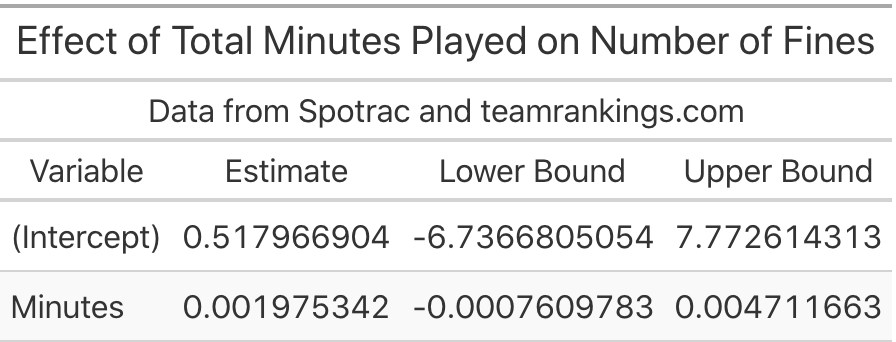 Effect of Total Minutes Played on Number of Fines
Data from Spotrac and teamrankings.com
Variable Estimate Lower Bound Upper Bound
(Intercept) 0.517966904 -6.7366805054 7.772614313
Minutes 0.001975342 -0.0007609783 0.004711663